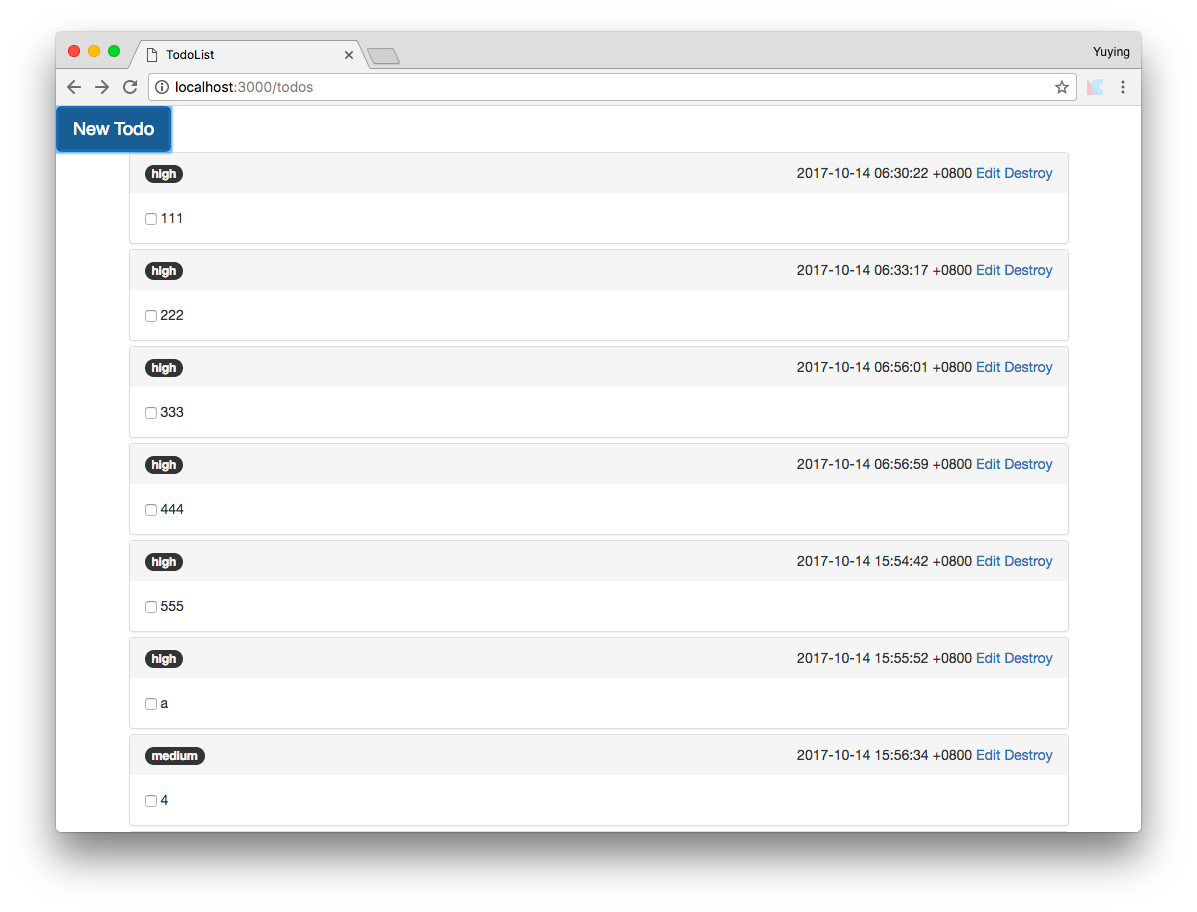 TodoList
Yuying
localhost:3000/todos
New Todo
high 2017-10-14 06:30:22 +0800 Edit Destroy
111
high 2017-10-14 06:33:17 +0800 Edit Destroy
222
high 2017-10-14 06:56:01 +0800 Edit Destroy
333
high 2017-10-14 06:56:59 +0800 Edit Destroy
444
high 2017-10-14 15:54:42 +0800 Edit Destroy
555
high 2017-10-14 15:55:52 +0800 Edit Destroy
a
medium 2017-10-14 15:56:34 +0800 Edit Destroy
4